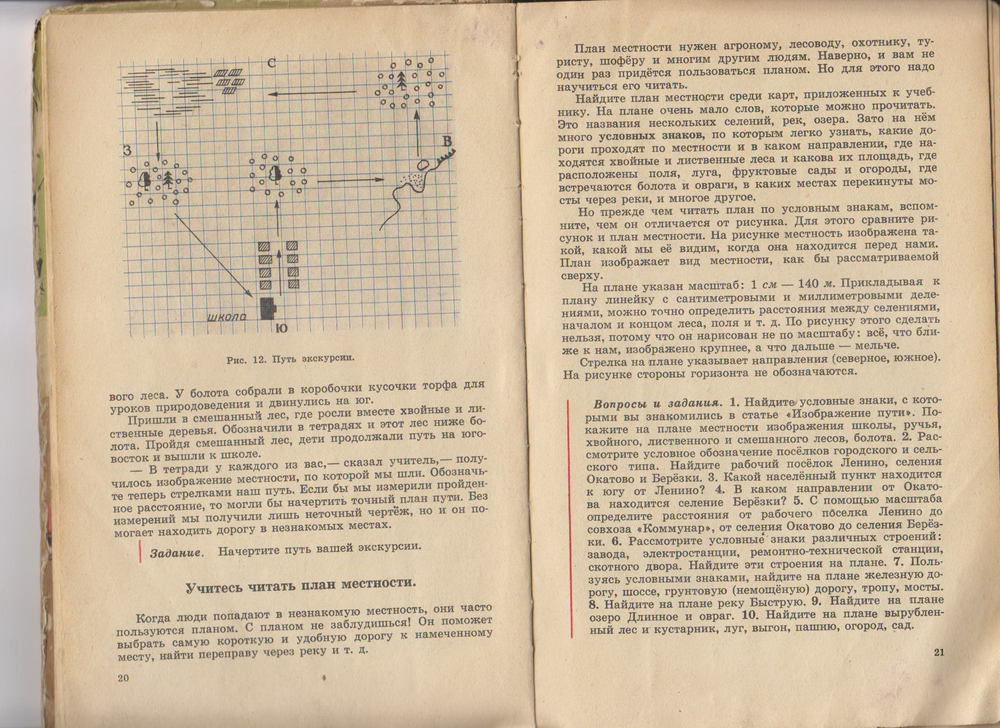 С
З
В
школа
Ю
Рис. 12. Путь экскурсии.
вого леса. У болота собрали в коробочки кусочки торфа для
уроков природоведения и двинулись на юг.
Пришли в смешанный лес, где росли вместе хвойные и ли-
ственные деревья. Обозначили в тетрадях и этот лес ниже бо-
лота. Пройдя смешанный лес, дети продолжали путь на юго-
восток и вышли к школе.
— В тетради у каждого из вас,— сказал учитель,— полу-
чилось изображение местности, по которой мы шли. Обозначь-
те теперь стрелками наш путь. Если бы мы измерили пройден-
ное расстояние, то могли бы начертить точный план пути. Без
измерений мы получили лишь неточный чертёж, но и он по-
могает находить дорогу в незнакомых местах.
Задание. Начертите путь вашей экскурсии.
Учитесь читать план местности.
Когда люди попадают в незнакомую местность, они часто
пользуются планом. С планом не заблудишься! Он поможет
выбрать самую короткую и удобную дорогу к намеченному
месту, найти переправу через реку и т. д.
20
План местности нужен агроному, лесоводу, охотнику, ту-
ристу, шофёру и многим другим людям. Наверно, и вам не
один раз придётся пользоваться планом. Но для этого надо
научиться его читать.
Найдите план местности среди карт, приложенных к учеб-
нику. На плане очень мало слов, которые можно прочитать.
Это названия нескольких селений, рек, озера. Зато на нём
много условных знаков, по которым легко узнать, какие до-
роги проходят по местности и в каком направлении, где на-
ходятся хвойные и лиственные леса и какова их площадь, где
расположены поля, луга, фруктовые сады и огороды, где
встречаются болота и овраги, в каких местах перекинуты мо-
сты через реки, и многое другое.
Но прежде чем читать план по условным знакам, вспом-
ните, чем он отличается от рисунка. Для этого сравните ри-
сунок и план местности. На рисунке местность изображена та-
кой, какой мы её видим, когда она находится перед нами.
План изображает вид местности, как бы рассматриваемой
сверху.
На плане указан масштаб: 1 см — 140 м. Прикладывая к
плану линейку с сантиметровыми и миллиметровыми деле-
ниями, можно точно определить расстояния между селениями,
началом и концом леса, поля и т. д. По рисунку этого сделать
нельзя, потому что он нарисован не по масштабу: всё, что бли-
же к нам, изображено крупнее, а что дальше — мельче.
Стрелка на плане указывает направления (северное, южное).
На рисунке стороны горизонта не обозначаются.
Вопросы и задания. 1. Найдите условные знаки, с кото-
рыми вы знакомились в статье «Изображение пути». По-
кажите на плане местности изображения школы, ручья,
хвойного, лиственного и смешанного лесов, болота. 2. Рас-
смотрите условное обозначение посёлков городского и сель-
ского типа. Найдите рабочий посёлок Ленино, селения
Окатово и Берёзки. 3. Какой населённый пункт находится
к югу от Ленино? 4. В каком направлении от Окато-
ва находится селение Берёзки? 5. С помощью масштаба
определите расстояния от рабочего посёлка Ленино до
совхоза «Коммунар», от селения Окатово до селения Берёз-
ки. 6. Рассмотрите условные знаки различных строений:
завода, электростанции, ремонтно-технической станции,
скотного двора. Найдите эти строения на плане. 7. Поль-
зуясь условными знаками, найдите на плане железную до-
рогу, шоссе, грунтовую (немощёную) дорогу, тропу, мосты.
8. Найдите на плане реку Быструю. 9. Найдите на плане
озеро Длинное и овраг. 10. Найдите на плане вырублен-
ный лес и кустарник, луг, выгон, пашню, огород, сад.
21